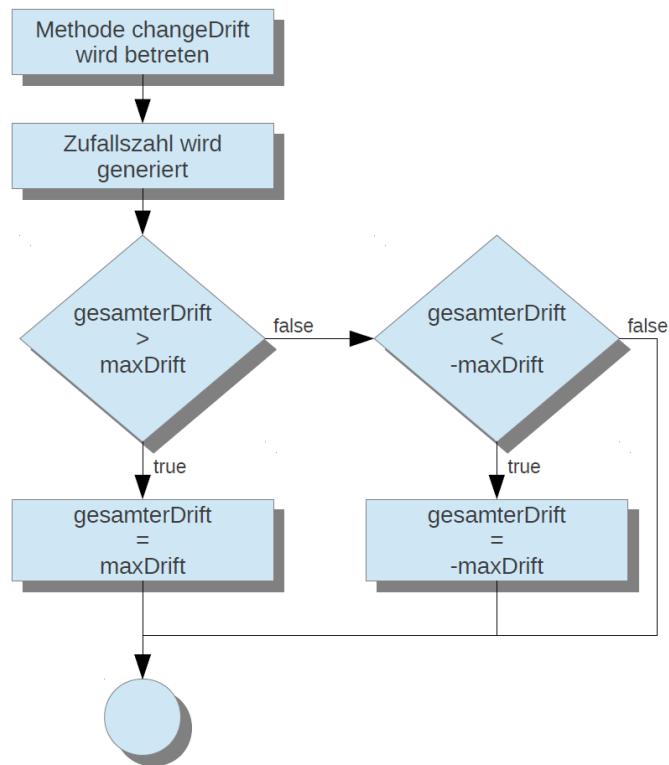 Methode changeDrift
wird betreten
Zufallszahl wird
generiert
gesamterDrift
>
maxDrift
false
gesamterDrift
<
-maxDrift
false
true
true
gesamterDrift
=
maxDrift
gesamterDrift
=
-maxDrift